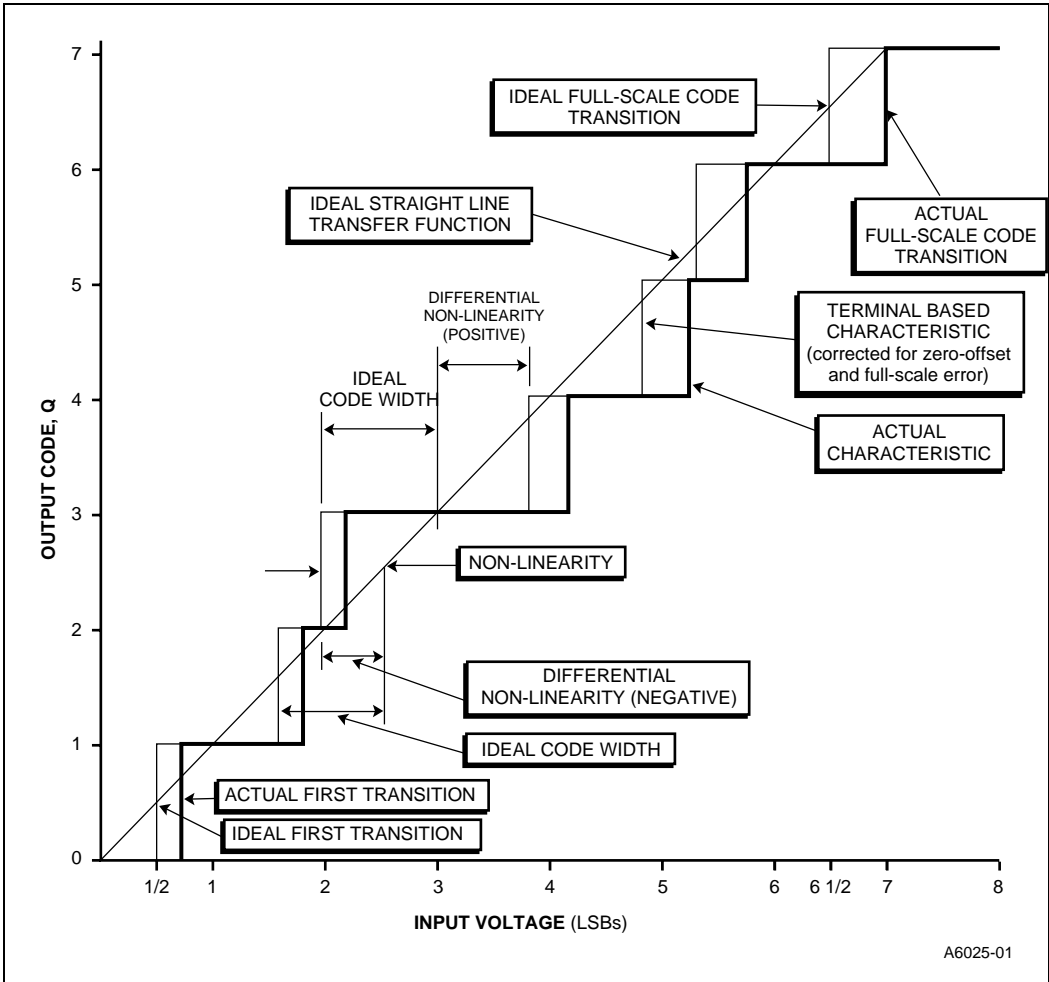 7
IDEAL FULL-SCALE CODE
TRANSITION
6
IDEAL STRAIGHT LINE
TRANSFER FUNCTION
ACTUAL
FULL-SCALE CODE
TRANSITION
5
DIFFERENTIAL
NON-LINEARITY
(POSITIVE)
TERMINAL BASED
CHARACTERISTIC
(corrected for zero-offset
and full-scale error)
IDEAL
CODE WIDTH
4
ACTUAL
CHARACTERISTIC
OUTPUT CODE, Q
3
NON-LINEARITY
2
DIFFERENTIAL
NON-LINEARITY (NEGATIVE)
IDEAL CODE WIDTH
1
ACTUAL FIRST TRANSITION
IDEAL FIRST TRANSITION
0
1/2 1 2 3 4 5 6 6 1/2 7 8
INPUT VOLTAGE (LSBs)
A6025-01